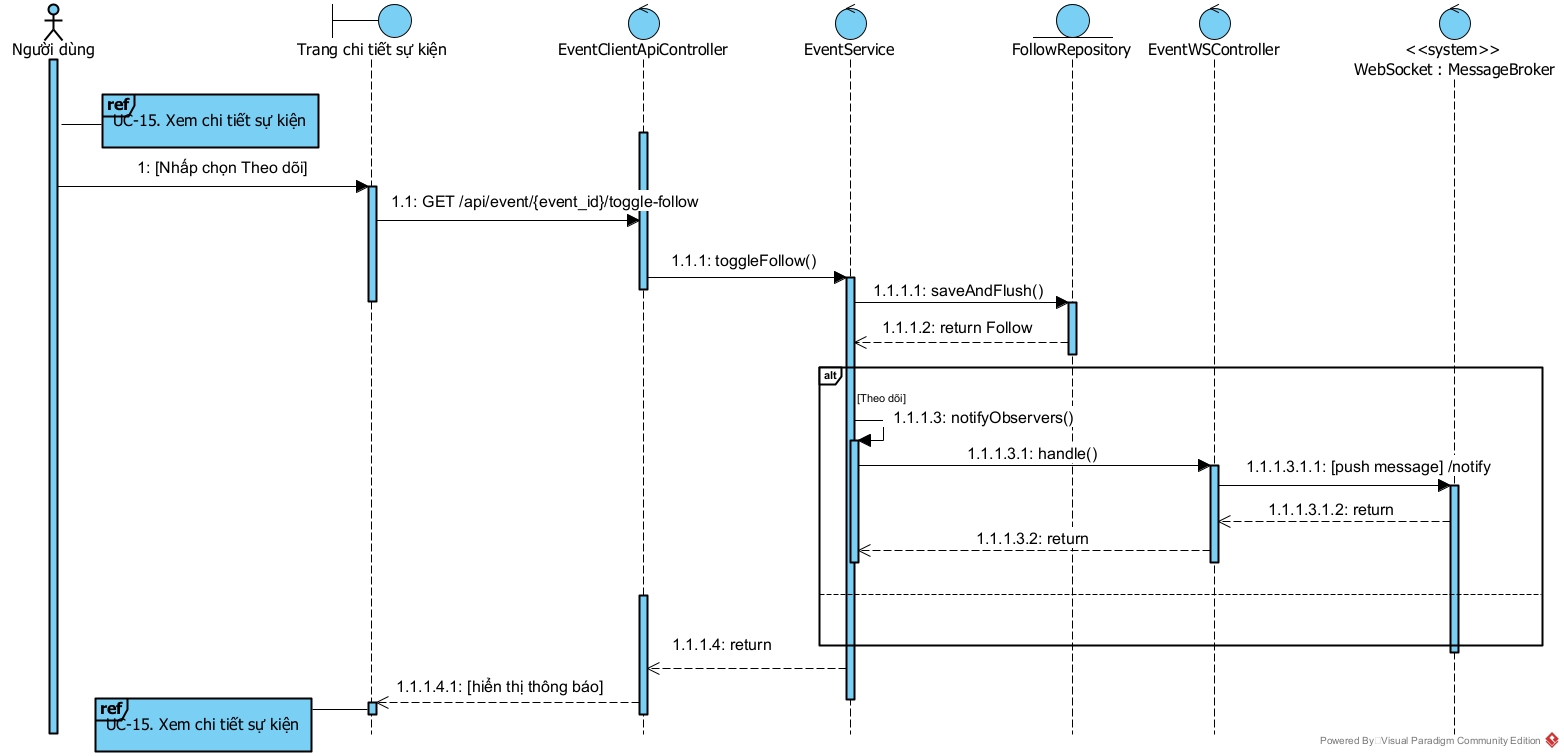 Người dùng
Trang chi tiết sự kiện
EventClientApiController
EventService
FollowRepository
EventWSController
<<system>>
WebSocket : MessageBroker
ref
UC-15. Xem chi tiết sự kiện
1: [Nhấp chọn Theo dõi]
1.1: GET /api/event/{event_id}/toggle-follow
1.1.1: toggleFollow()
1.1.1.1: saveAndFlush()
1.1.1.2: return Follow
alt
[Theo dõi]
1.1.1.3: notifyObservers()
1.1.1.3.1: handle()
1.1.1.3.1.1: [push message] /notify
1.1.1.3.1.2: return
1.1.1.3.2: return
1.1.1.4: return
1.1.1.4.1: [hiển thị thông báo]
ref
UC-15. Xem chi tiết sự kiện
Powered By Visual Paradigm Community Edition